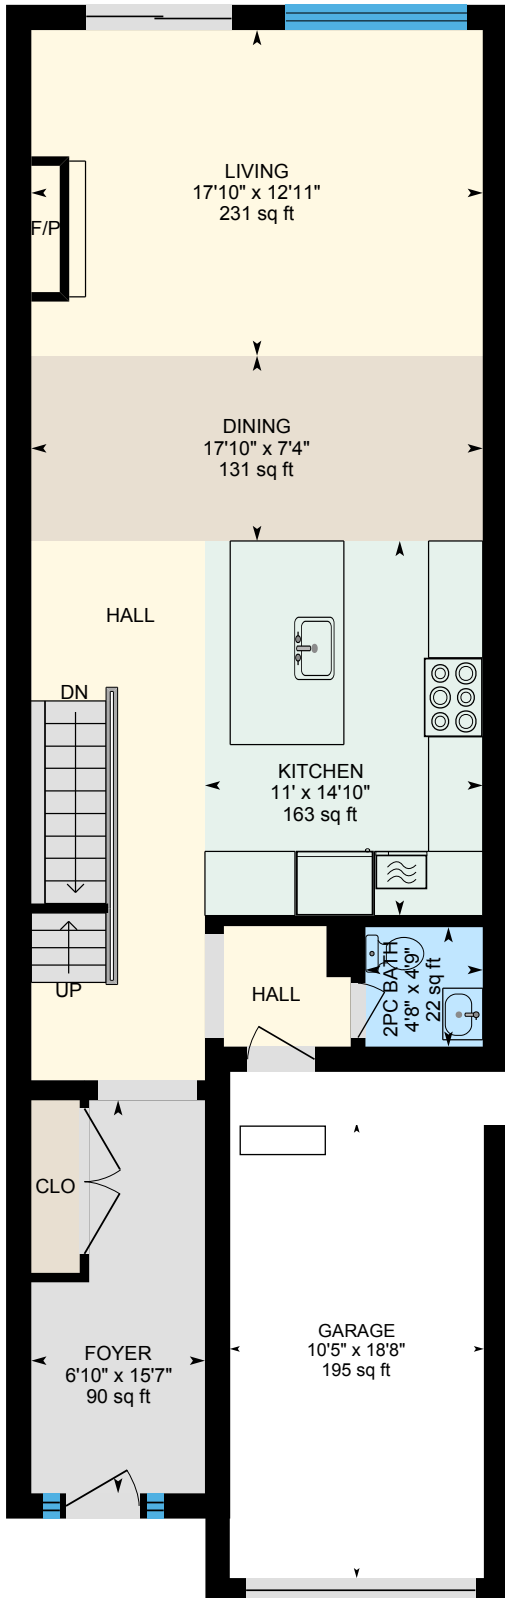 LIVING
17'10" x 12'11"
231 sq ft
F/P
DINING
17'10" x 7'4"
131 sq ft
HALL
DN
KITCHEN
11' x 14'10"
163 sq ft
UP
HALL
2PC BATH
4'8" x 4'9"
22 sq ft
CLO
FOYER
6'10" x 15'7"
90 sq ft
GARAGE
10'5" x 18'8"
195 sq ft